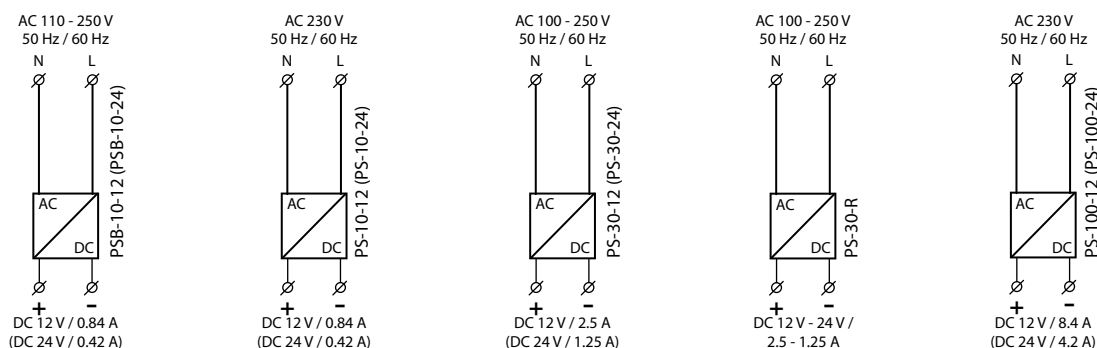 AC 110 - 250 V
50 Hz / 60 Hz
N L
AC
DC
PSB-10-12 (PSB-10-24)
+ -
DC 12 V / 0.84 A
(DC 24 V / 0.42 A)
AC 230 V
50 Hz / 60 Hz
N L
AC
DC
PS-10-12 (PS-10-24)
+ -
DC 12 V / 0.84 A
(DC 24 V / 0.42 A)
AC 100 - 250 V
50 Hz / 60 Hz
N L
AC
DC
PS-30-12 (PS-30-24)
+ -
DC 12 V / 2.5 A
(DC 24 V / 1.25 A)
AC 100 - 250 V
50 Hz / 60 Hz
N L
AC
DC
PS-30-R
+ -
DC 12 V - 24 V /
2.5 - 1.25 A
AC 230 V
50 Hz / 60 Hz
N L
AC
DC
PS-100-12 (PS-100-24)
+ -
DC 12 V / 8.4 A
(DC 24 V / 4.2 A)